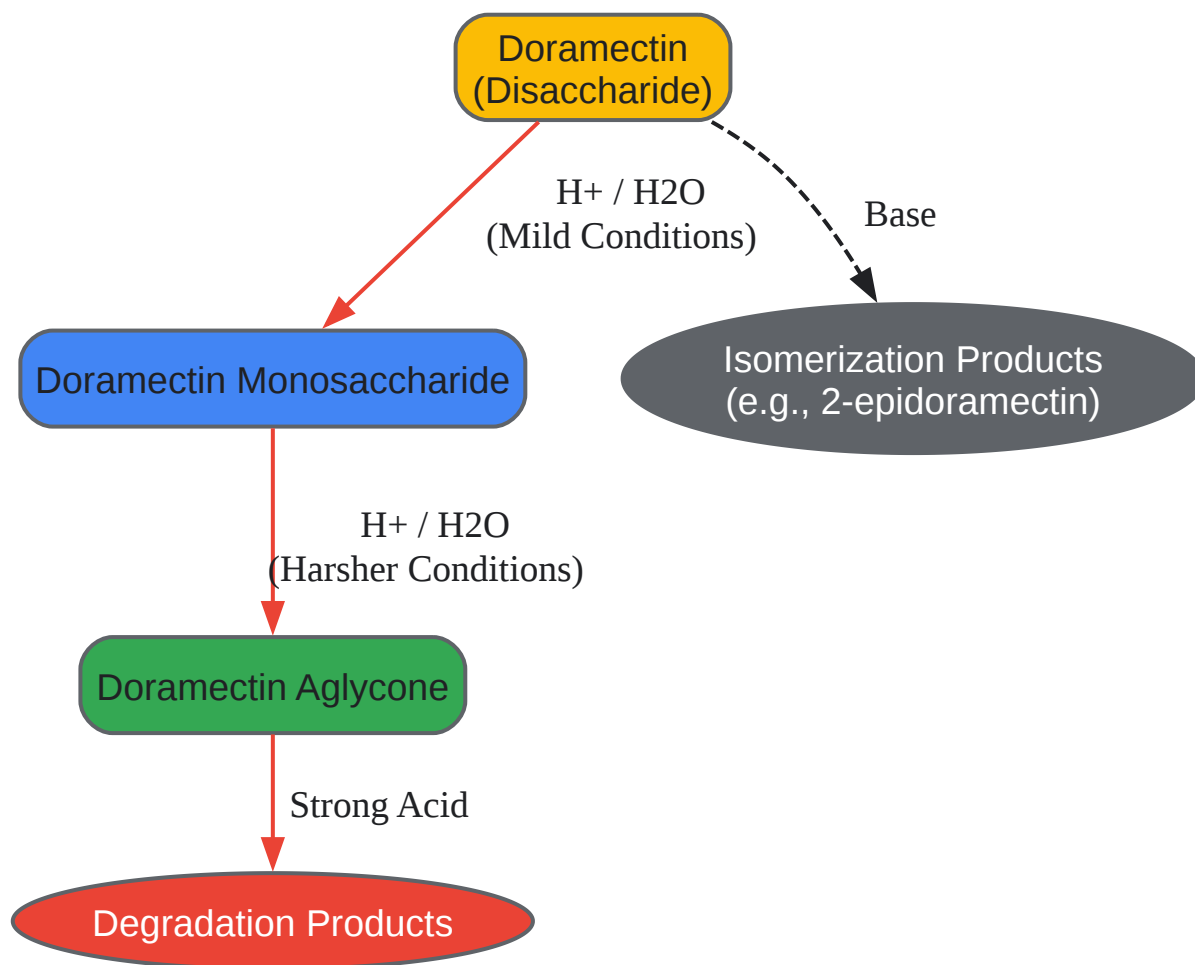 Doramectin
(Disaccharide)
H+ / H2O
(Mild Conditions)
Base
Doramectin Monosaccharide
Isomerization Products
(e.g., 2-epidoramectin)
H+ / H2O
(Harsher Conditions)
Doramectin Aglycone
Strong Acid
Degradation Products